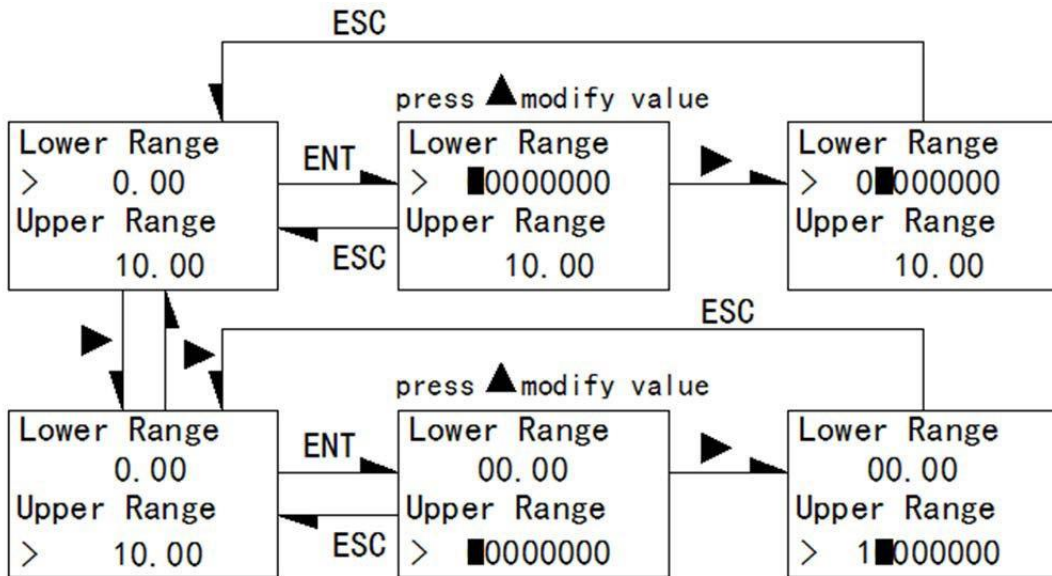 ESC
press ▲modify value
Lower Range
> 0.00
Upper Range
10.00
ENT
ESC
Lower Range
> █0000000
Upper Range
10.00
▶
Lower Range
> 0█000000
Upper Range
10.00
▶
▶
ESC
press ▲modify value
Lower Range
0.00
Upper Range
> 10.00
ENT
ESC
Lower Range
00.00
Upper Range
> █0000000
▶
Lower Range
00.00
Upper Range
> 1█000000